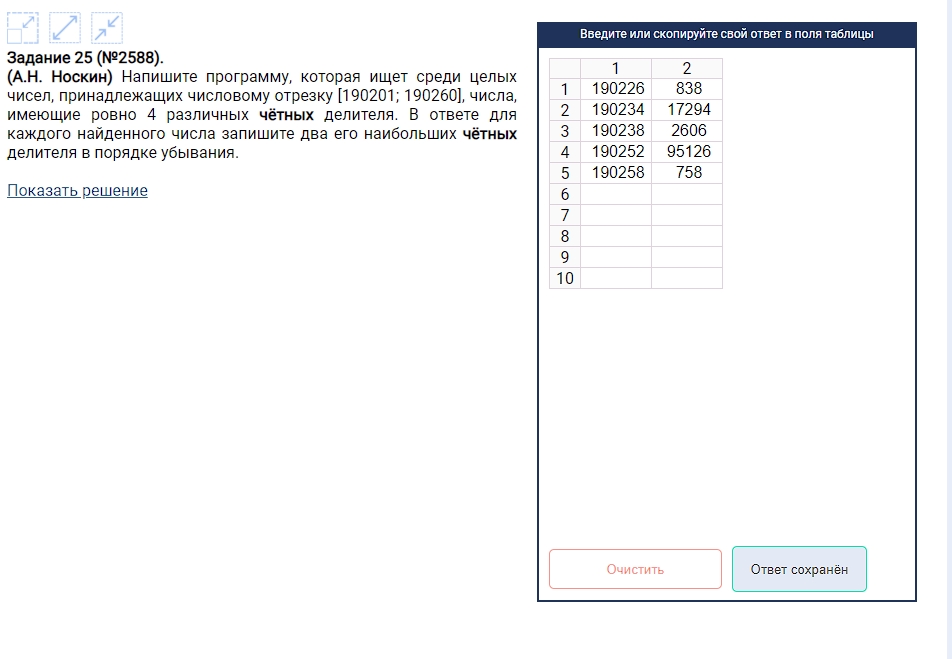 Задание 25 (№2588).
(А.Н. Носкин) Напишите программу, которая ищет среди целых
чисел, принадлежащих числовому отрезку [190201; 190260], числа,
имеющие ровно 4 различных чётных делителя. В ответе для
каждого найденного числа запишите два его наибольших чётных
делителя в порядке убывания.
Показать решение
Введите или скопируйте свой ответ в поля таблицы
1 2
1 190226 838
2 190234 17294
3 190238 2606
4 190252 95126
5 190258 758
6
7
8
9
10
Очистить Ответ сохранён